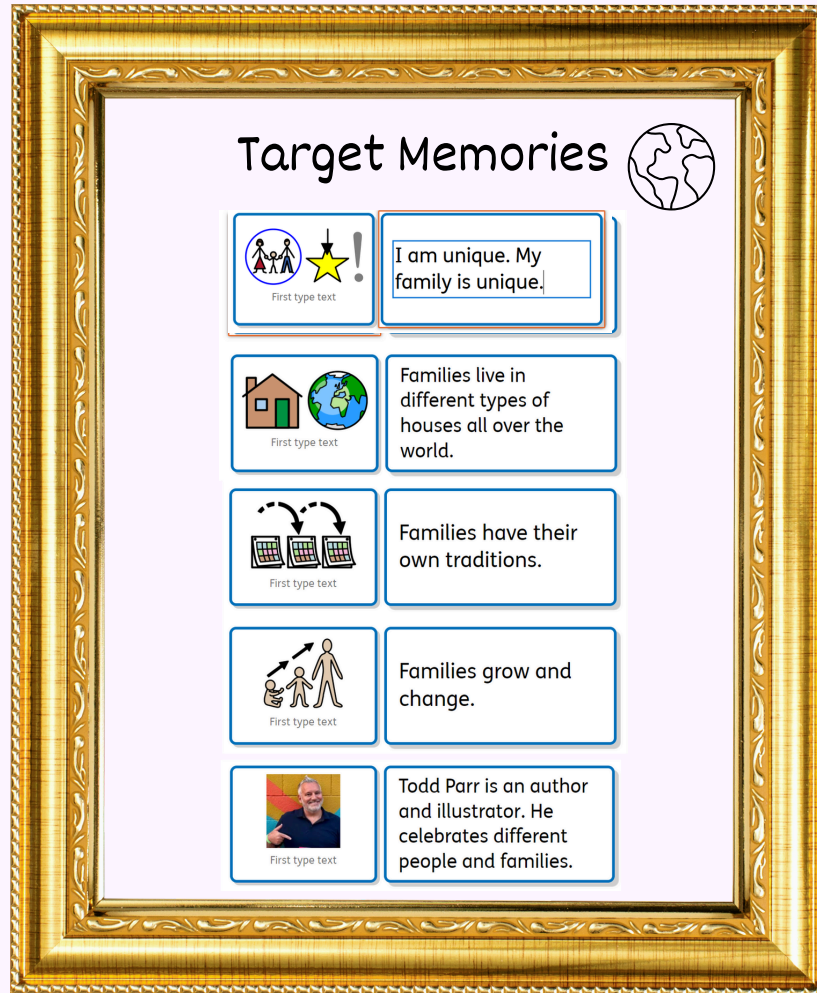 Target Memories
First type text
I am unique. My
family is unique.
First type text
Families live in
different types of
houses all over the
world.
First type text
Families have their
own traditions.
First type text
Families grow and
change.
First type text
Todd Parr is an author
and illustrator. He
celebrates different
people and families.